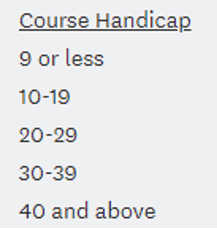 Course Handicap
9 or less
10-19
20-29
30-39
40 and above